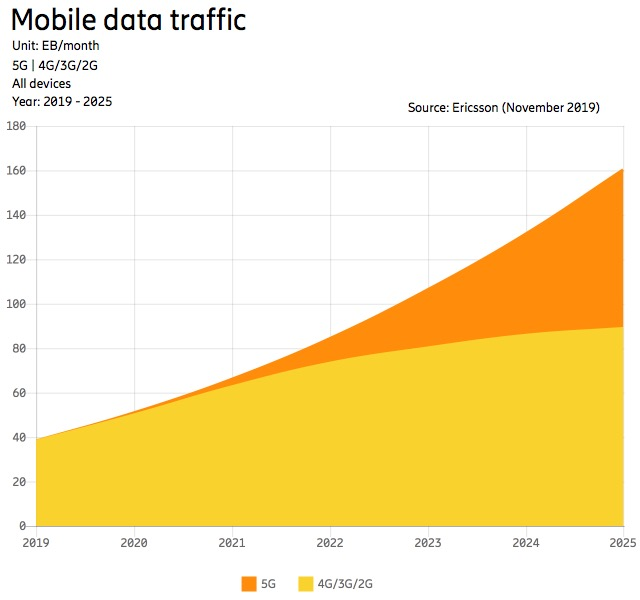 Mobile data traffic
Unit: EB/month
5G | 4G/3G/2G
All devices
Year: 2019 - 2025
Source: Ericsson (November 2019)
180
160
140
120
100
80
60
40
20
0
2019 2020 2021 2022 2023 2024 2025
5G 4G/3G/2G